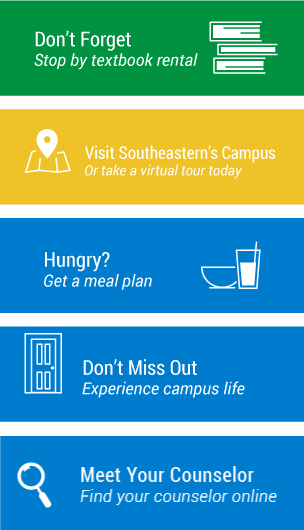 Don't Forget
Stop by textbook rental
Visit Southeastern's Campus
Or take a virtual tour today
Hungry?
Get a meal plan
Don't Miss Out
Experience campus life
Meet Your Counselor
Find your counselor online